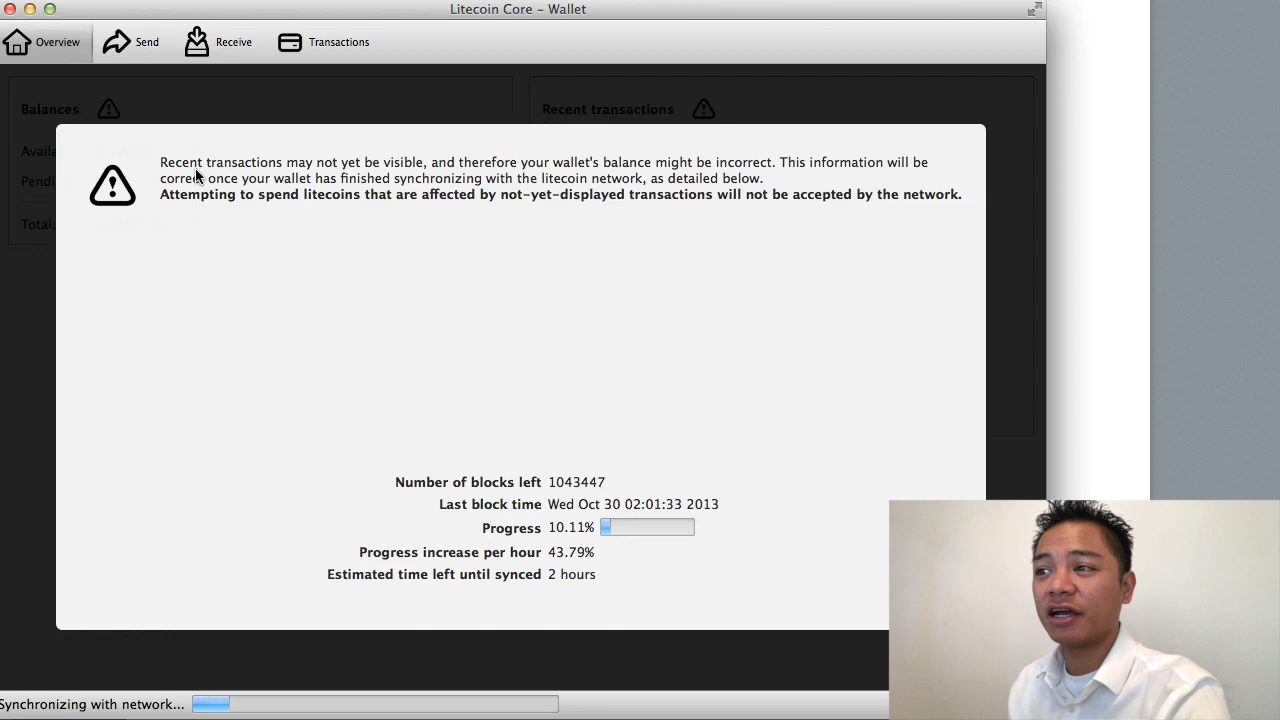 Litecoin Core – Wallet
Overview Send Receive Transactions
Balances Recent transactions
Recent transactions may not yet be visible, and therefore your wallet's balance might be incorrect. This information will be
correct once your wallet has finished synchronizing with the litecoin network, as detailed below.
Attempting to spend litecoins that are affected by not-yet-displayed transactions will not be accepted by the network.
Total:
Number of blocks left 1043447
Last block time Wed Oct 30 02:01:33 2013
Progress 10.11%
Progress increase per hour 43.79%
Estimated time left until synced 2 hours
Synchronizing with network...